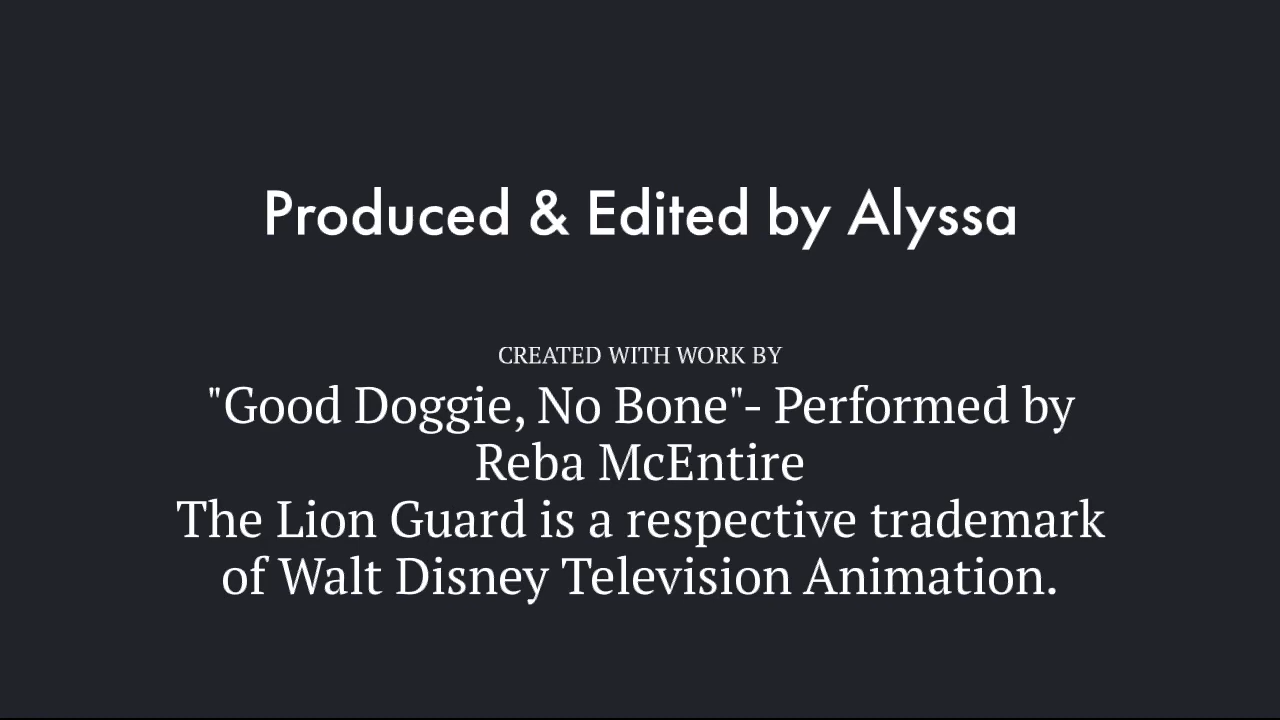 Produced & Edited by Alyssa
CREATED WITH WORK BY
"Good Doggie, No Bone"- Performed by
Reba McEntire
The Lion Guard is a respective trademark
of Walt Disney Television Animation.